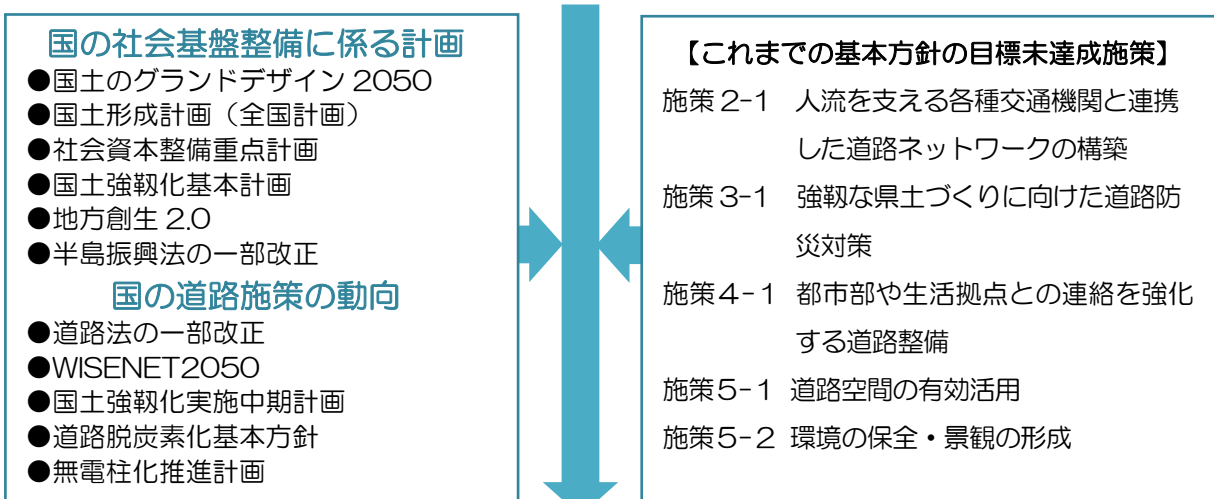 国の社会基盤整備に係る計画
●国土のグランドデザイン 2050
●国土形成計画（全国計画）
●社会資本整備重点計画
●国土強靱化基本計画
●地方創生 2.0
●半島振興法の一部改正
国の道路施策の動向
●道路法の一部改正
●WISENET2050
●国土強靱化実施中期計画
●道路脱炭素化基本方針
●無電柱化推進計画
【これまでの基本方針の目標未達成施策】
施策 2-1 人流を支える各種交通機関と連携
した道路ネットワークの構築
施策 3-1 強靱な県土づくりに向けた道路防
災対策
施策４-１ 都市部や生活拠点との連絡を強化
する道路整備
施策５-１ 道路空間の有効活用
施策５-２ 環境の保全・景観の形成